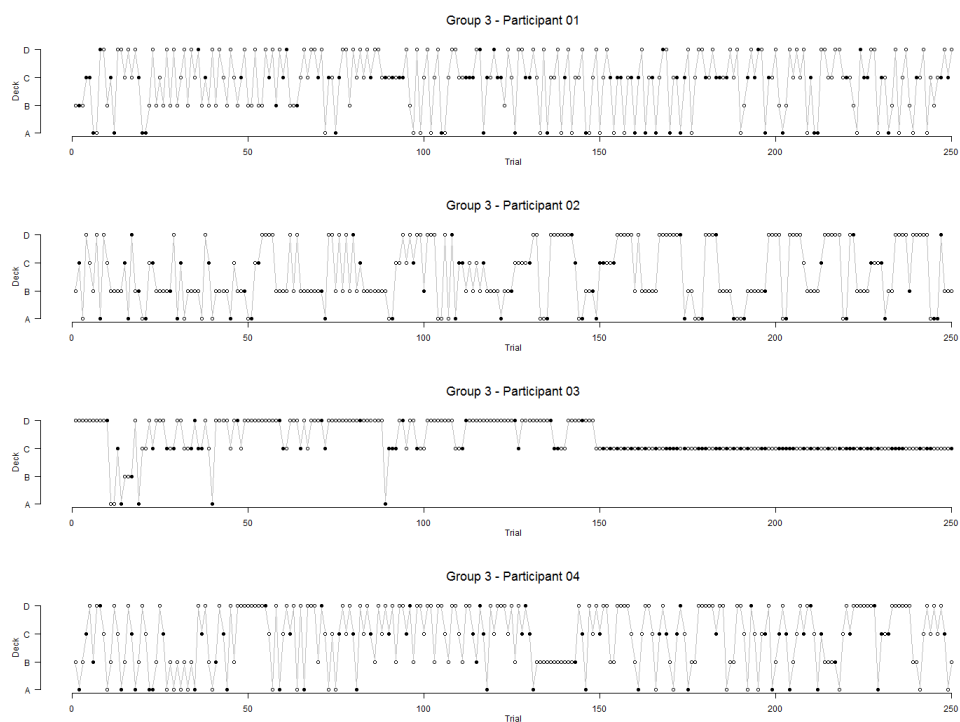 Group 3 - Participant 01
D
C
B
A
Deck
0 50 100 150 200 250
Trial
Group 3 - Participant 02
D
C
B
A
Deck
0 50 100 150 200 250
Trial
Group 3 - Participant 03
D
C
B
A
Deck
0 50 100 150 200 250
Trial
Group 3 - Participant 04
D
C
B
A
Deck
0 50 100 150 200 250
Trial